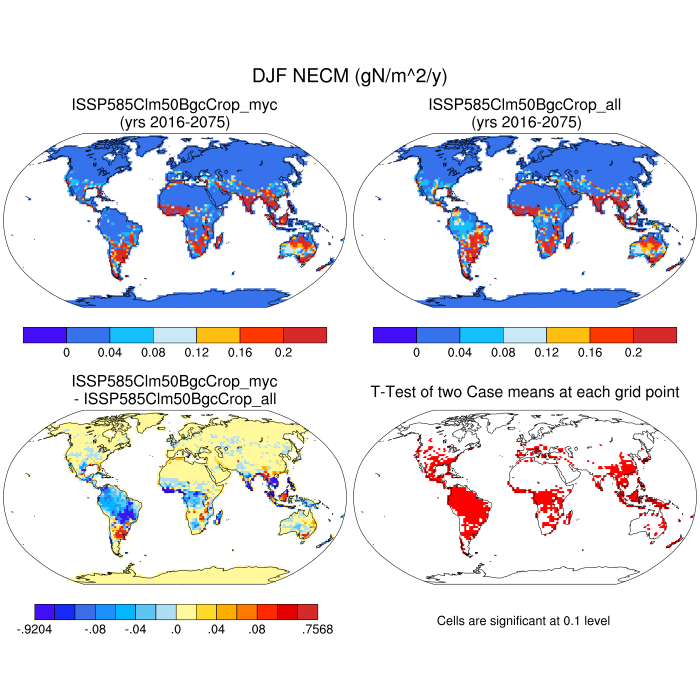 DJF NECM (gN/m^2/y)
ISSP585Clm50BgcCrop_myc
(yrs 2016-2075)
ISSP585Clm50BgcCrop_all
(yrs 2016-2075)
0 0.04 0.08 0.12 0.16 0.2
0 0.04 0.08 0.12 0.16 0.2
ISSP585Clm50BgcCrop_myc
- ISSP585Clm50BgcCrop_all
T-Test of two Case means at each grid point
-.9204 -.08 -.04 .0 .04 .08 .7568
Cells are significant at 0.1 level